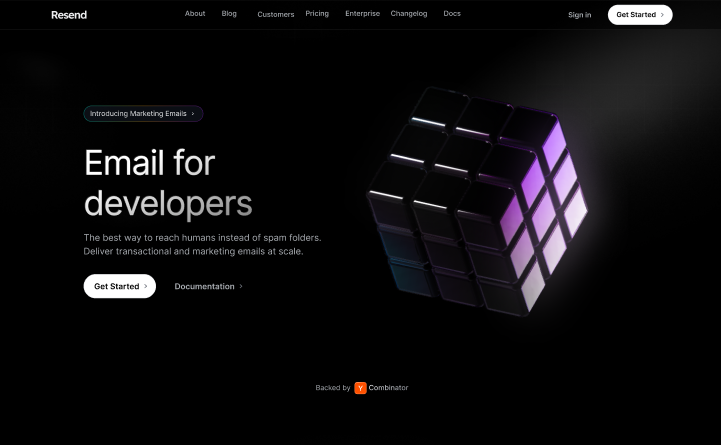 Resend
About Blog Customers Pricing Enterprise Changelog Docs Sign in Get Started ›
Introducing Marketing Emails ›
Email for
developers
The best way to reach humans instead of spam folders.
Deliver transactional and marketing emails at scale.
Get Started › Documentation ›
Backed by Y Combinator